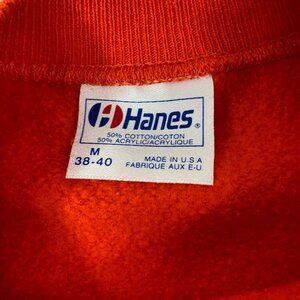 Hanes®
50% COTTON/COTON
50% ACRYLIC/ACRYLIQUE
M
38-40
MADE IN U.S.A
FABRIQUE AUX E-U.